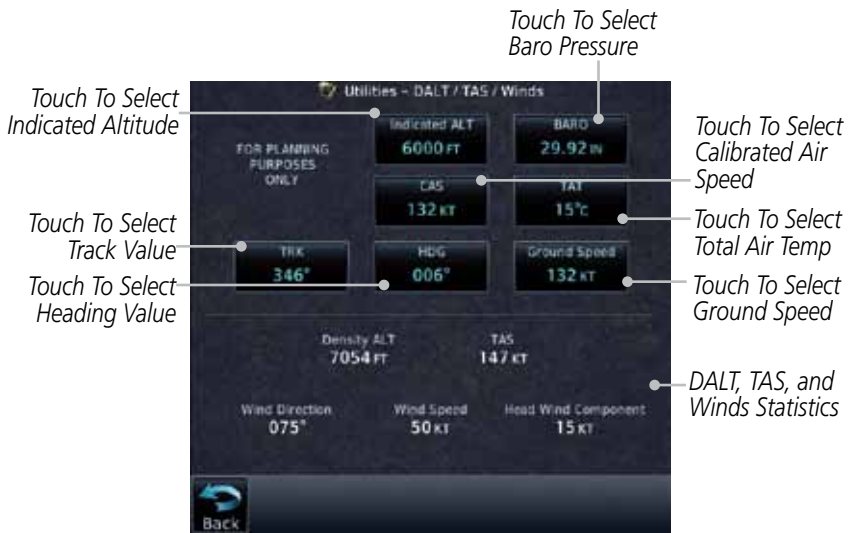 Touch To Select
Baro Pressure
Touch To Select
Indicated Altitude
Utilities – DALT / TAS / Winds
FOR PLANNING
PURPOSES
ONLY
Indicated ALT
6000 FT
BARO
29.92 IN
Touch To Select
Calibrated Air
Speed
CAS
132 KT
TAT
15°C
Touch To Select
Total Air Temp
Touch To Select
Track Value
TRK
346°
HDG
006°
Ground Speed
132 KT
Touch To Select
Heading Value
Touch To Select
Ground Speed
Density ALT
7054 FT
TAS
147 KT
DALT, TAS, and
Winds Statistics
Wind Direction
075°
Wind Speed
50 KT
Head Wind Component
15 KT
Back